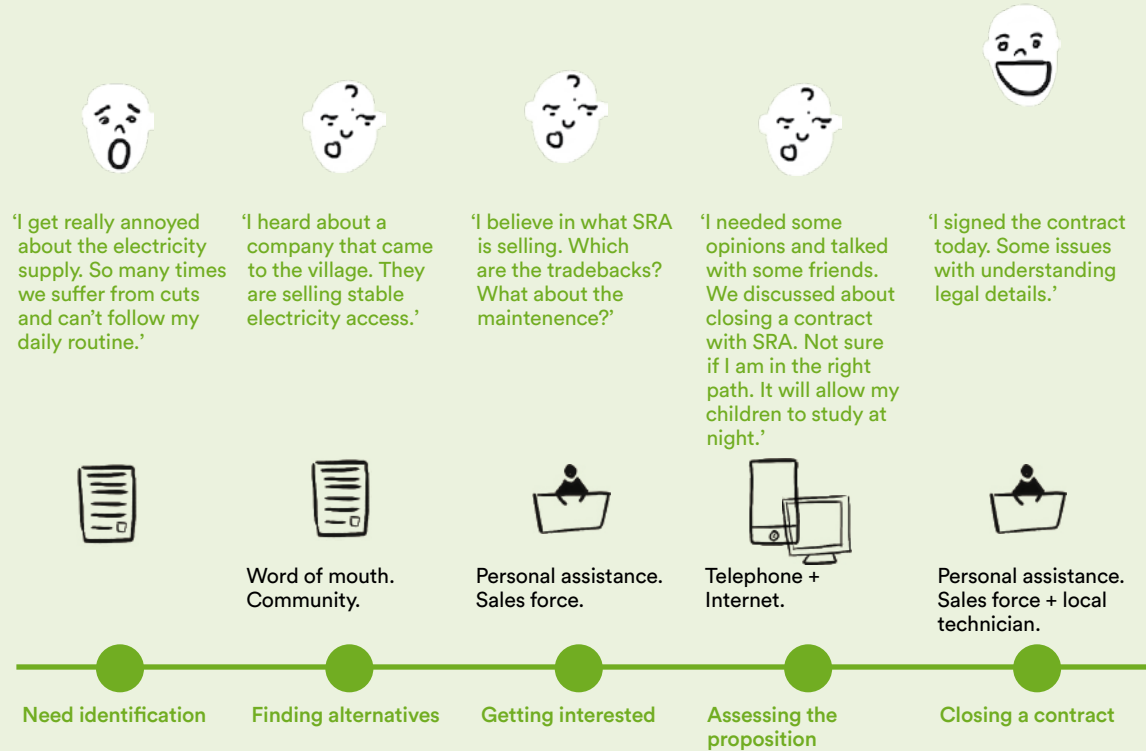 ‘I get really annoyed
about the electricity
supply. So many times
we suffer from cuts
and can’t follow my
daily routine.’
‘I heard about a
company that came
to the village. They
are selling stable
electricity access.’
‘I believe in what SRA
is selling. Which
are the tradebacks?
What about the
maintenence?’
‘I needed some
opinions and talked
with some friends.
We discussed about
closing a contract
with SRA. Not sure
if I am in the right
path. It will allow my
children to study at
night.’
‘I signed the contract
today. Some issues
with understanding
legal details.’
Word of mouth.
Community.
Personal assistance.
Sales force.
Telephone +
Internet.
Personal assistance.
Sales force + local
technician.
Need identification
Finding alternatives
Getting interested
Assessing the
proposition
Closing a contract